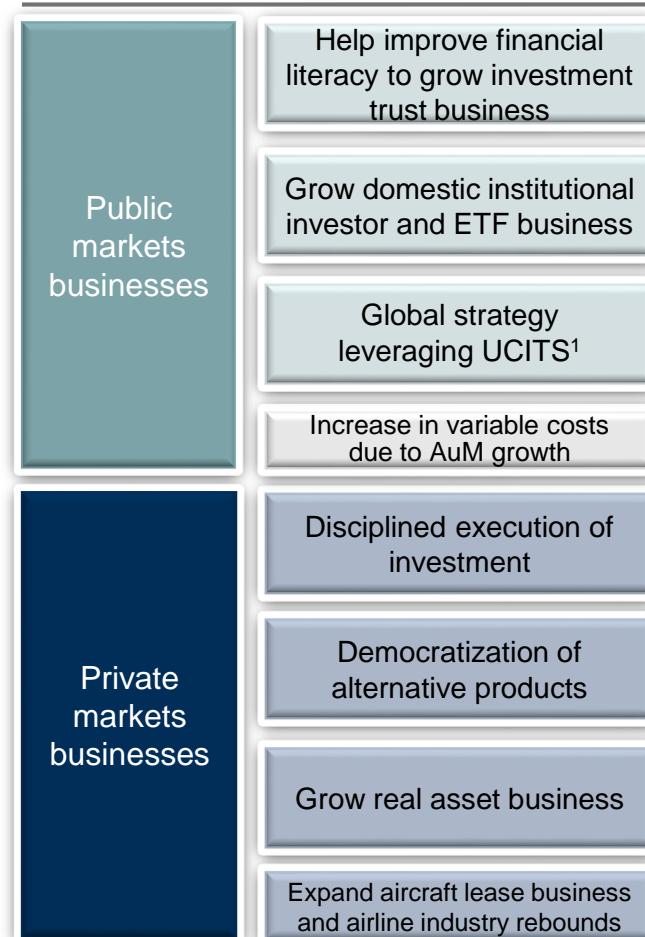 Public
markets
businesses
Help improve financial
literacy to grow investment
trust business
Grow domestic institutional
investor and ETF business
Global strategy
leveraging UCITS¹
Increase in variable costs
due to AuM growth
Private
markets
businesses
Disciplined execution of
investment
Democratization of
alternative products
Grow real asset business
Expand aircraft lease business
and airline industry rebounds